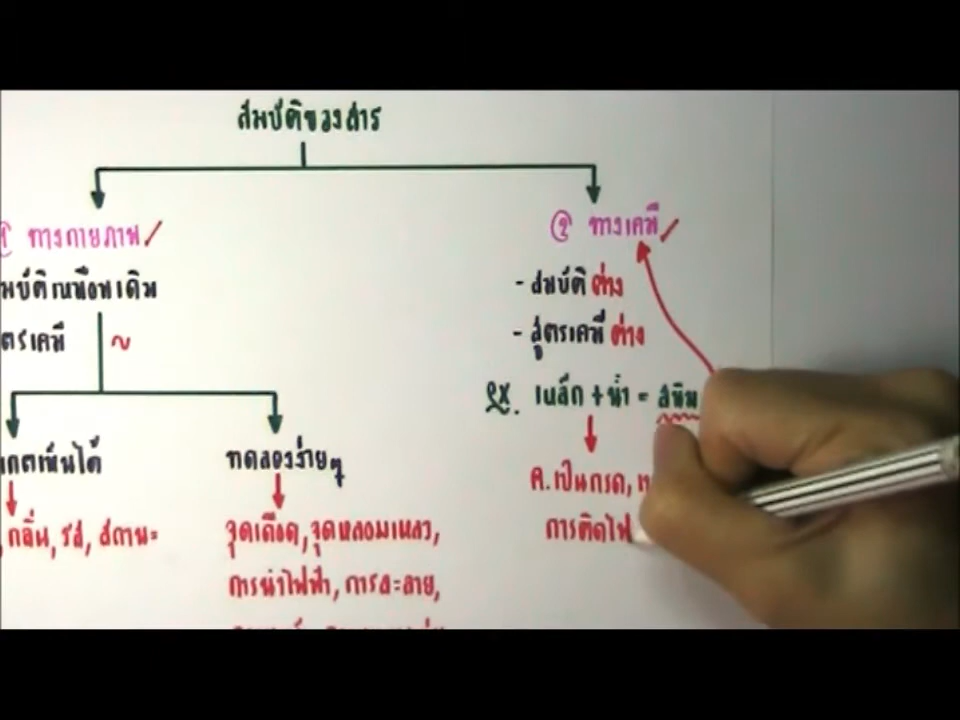 สมบัติของสาร
๑ ทางกายภาพ
มบัติเหมือนเดิม
ตรเคมี
เกตเห็นได้
กลิ่น, รส, สถานะ
ทดลองง่ายๆ
จุดเดือด, จุดหลอมเหลว,
การนำไฟฟ้า, การละลาย,
๒ ทางเคมี
- สมบัติ ต่าง
- สูตรเคมี ต่าง
ex. เหล็ก + น้ำ = สนิม
ค. เป็นกรด,
การติดไฟ